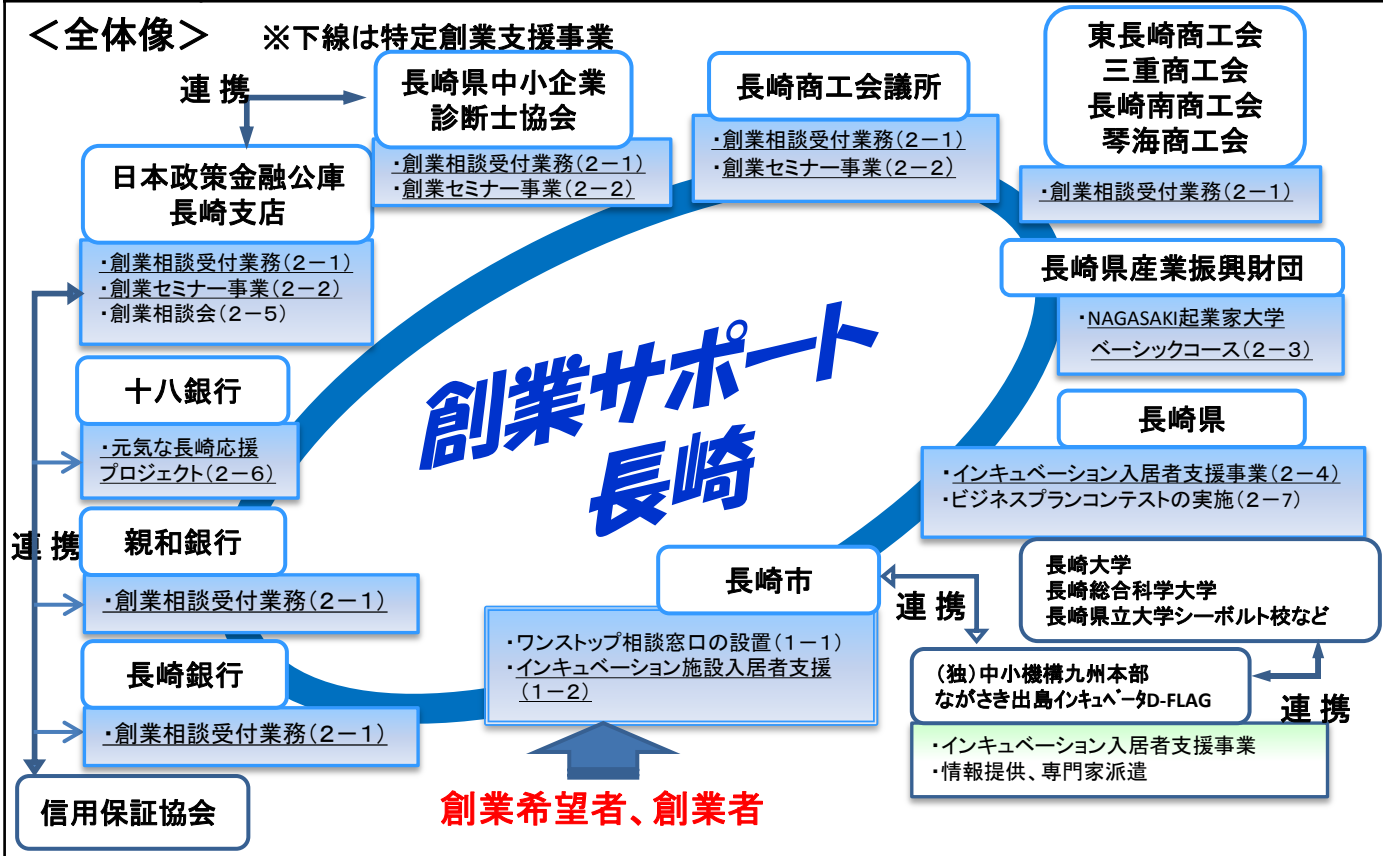 ＜全体像＞
※下線は特定創業支援事業
連 携
長崎県中小企業
診断士協会
・創業相談受付業務(2－1)
・創業セミナー事業(2－2)
長崎商工会議所
・創業相談受付業務(2－1)
・創業セミナー事業(2－2)
東長崎商工会
三重商工会
長崎南商工会
琴海商工会
・創業相談受付業務(2－1)
日本政策金融公庫
長崎支店
・創業相談受付業務(2－1)
・創業セミナー事業(2－2)
・創業相談会(2－5)
長崎県産業振興財団
・NAGASAKI起業家大学
ベーシックコース(2－3)
創業サポート
長崎
十八銀行
・元気な長崎応援
プロジェクト(2－6)
長崎県
・インキュベーション入居者支援事業(2－4)
・ビジネスプランコンテストの実施(2－7)
連 携
親和銀行
・創業相談受付業務(2－1)
長崎銀行
・創業相談受付業務(2－1)
信用保証協会
長崎市
・ワンストップ相談窓口の設置(1－1)
・インキュベーション施設入居者支援
(1－2)
創業希望者、創業者
連 携
長崎大学
長崎総合科学大学
長崎県立大学シーボルト校など
(独)中小機構九州本部
ながさき出島インキュベータD-FLAG
連 携
・インキュベーション入居者支援事業
・情報提供、専門家派遣